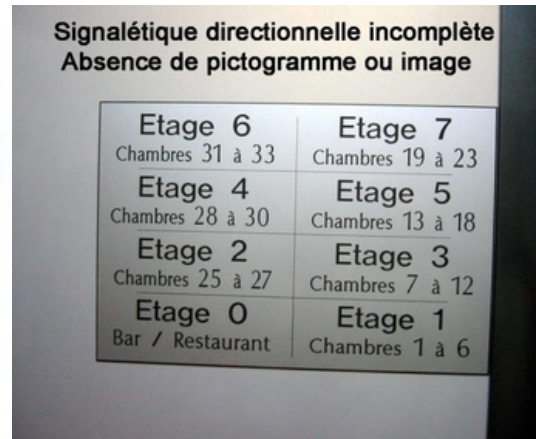 Signalétique directionnelle incomplète
Absence de pictogramme ou image
Etage 6
Chambres 31 à 33
Etage 7
Chambres 19 à 23
Etage 4
Chambres 28 à 30
Etage 5
Chambres 13 à 18
Etage 2
Chambres 25 à 27
Etage 3
Chambres 7 à 12
Etage 0
Bar / Restaurant
Etage 1
Chambres 1 à 6